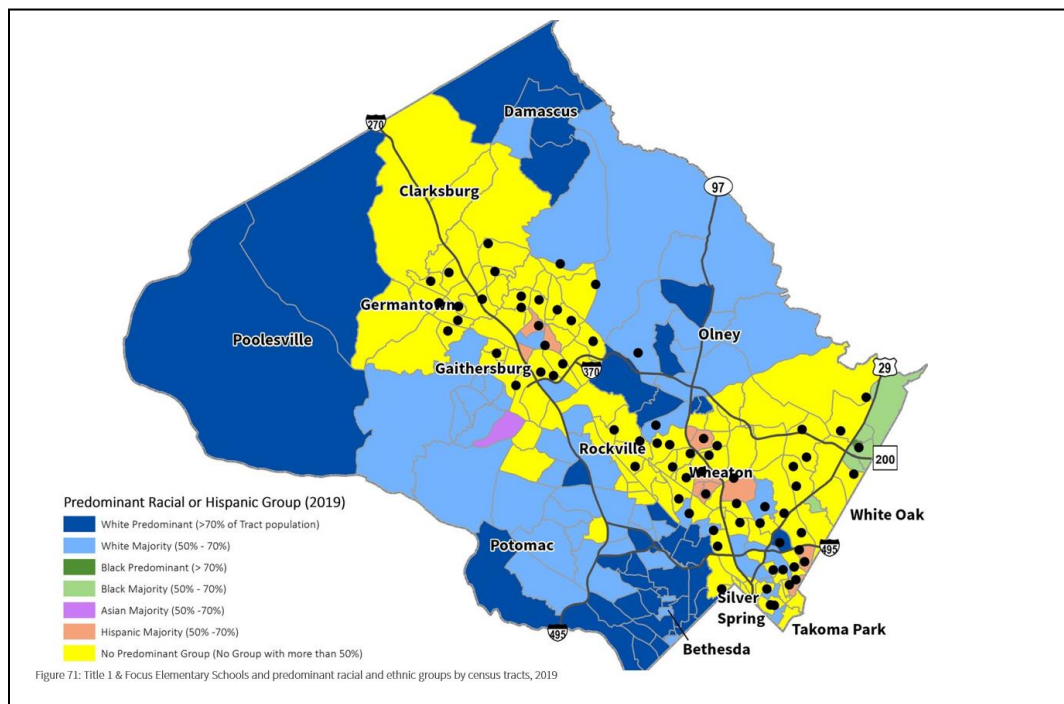 Damascus
270
Clarksburg
97
Germantown
Olney
Poolesville
Gaithersburg
370
29
Rockville
Wheaton
200
White Oak
Predominant Racial or Hispanic Group (2019)
White Predominant (>70% of Tract population)
White Majority (50% - 70%)
Black Predominant (> 70%)
Black Majority (50% - 70%)
Asian Majority (50% -70%)
Hispanic Majority (50% -70%)
No Predominant Group (No Group with more than 50%)
Potomac
495
Silver
Spring
Takoma Park
495
Bethesda
Figure 71: Title 1 & Focus Elementary Schools and predominant racial and ethnic groups by census tracts, 2019